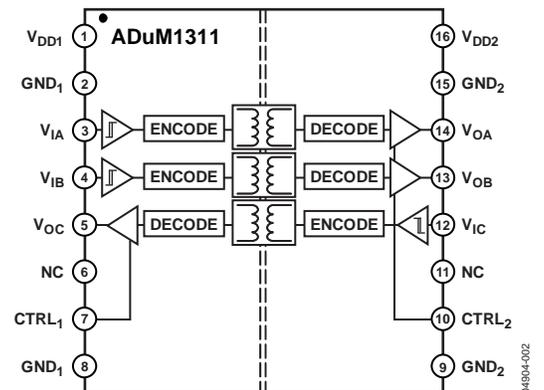 ADuM1311
VDD1 1 16 VDD2
GND1 2 15 GND2
VIA 3 ENCODE DECODE 14 VOA
VIB 4 ENCODE DECODE 13 VOB
VOC 5 DECODE ENCODE 12 VIC
NC 6 11 NC
CTRL1 7 10 CTRL2
GND1 8 9 GND2
04904-002